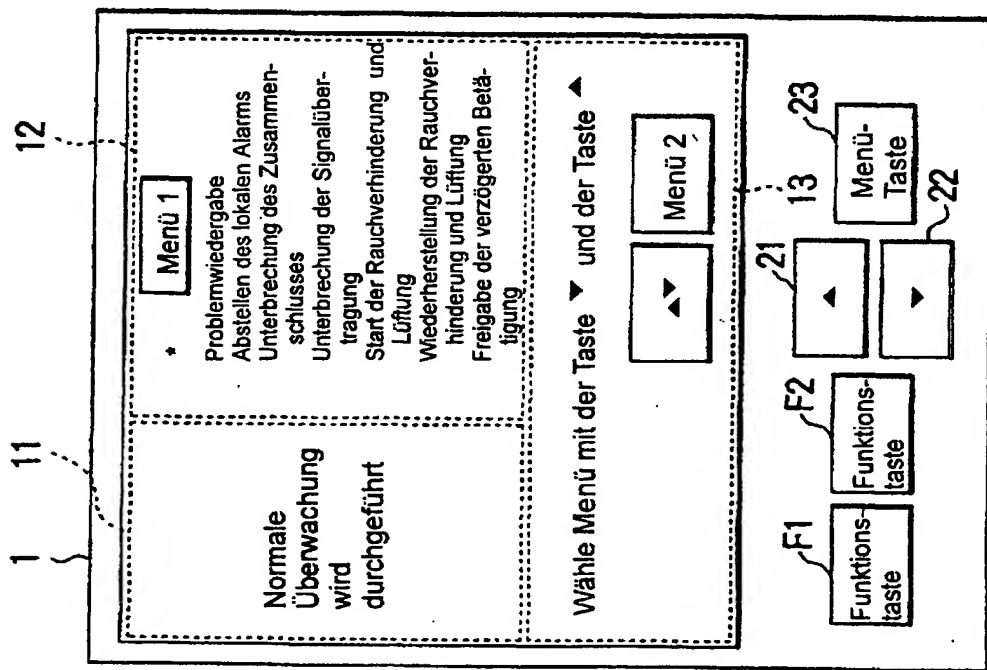 1
11
12
Normale
Überwachung
wird
durchgeführt
* Menü 1
Problemwiedergabe
Abstellen des lokalen Alarms
Unterbrechung des Zusammen-
schlusses
Unterbrechung der Signalüber-
tragung
Start der Rauchverhinderung und
Lüftung
Wiederherstellung der Rauchver-
hinderung und Lüftung
Freigabe der verzögerten Betä-
tigung
Wähle Menü mit der Taste ▼ und der Taste ▲
▲▼
Menü 2
13
F1
F2
21
23
Funktions-
taste
Funktions-
taste
▲
▼
Menü-
Taste
22